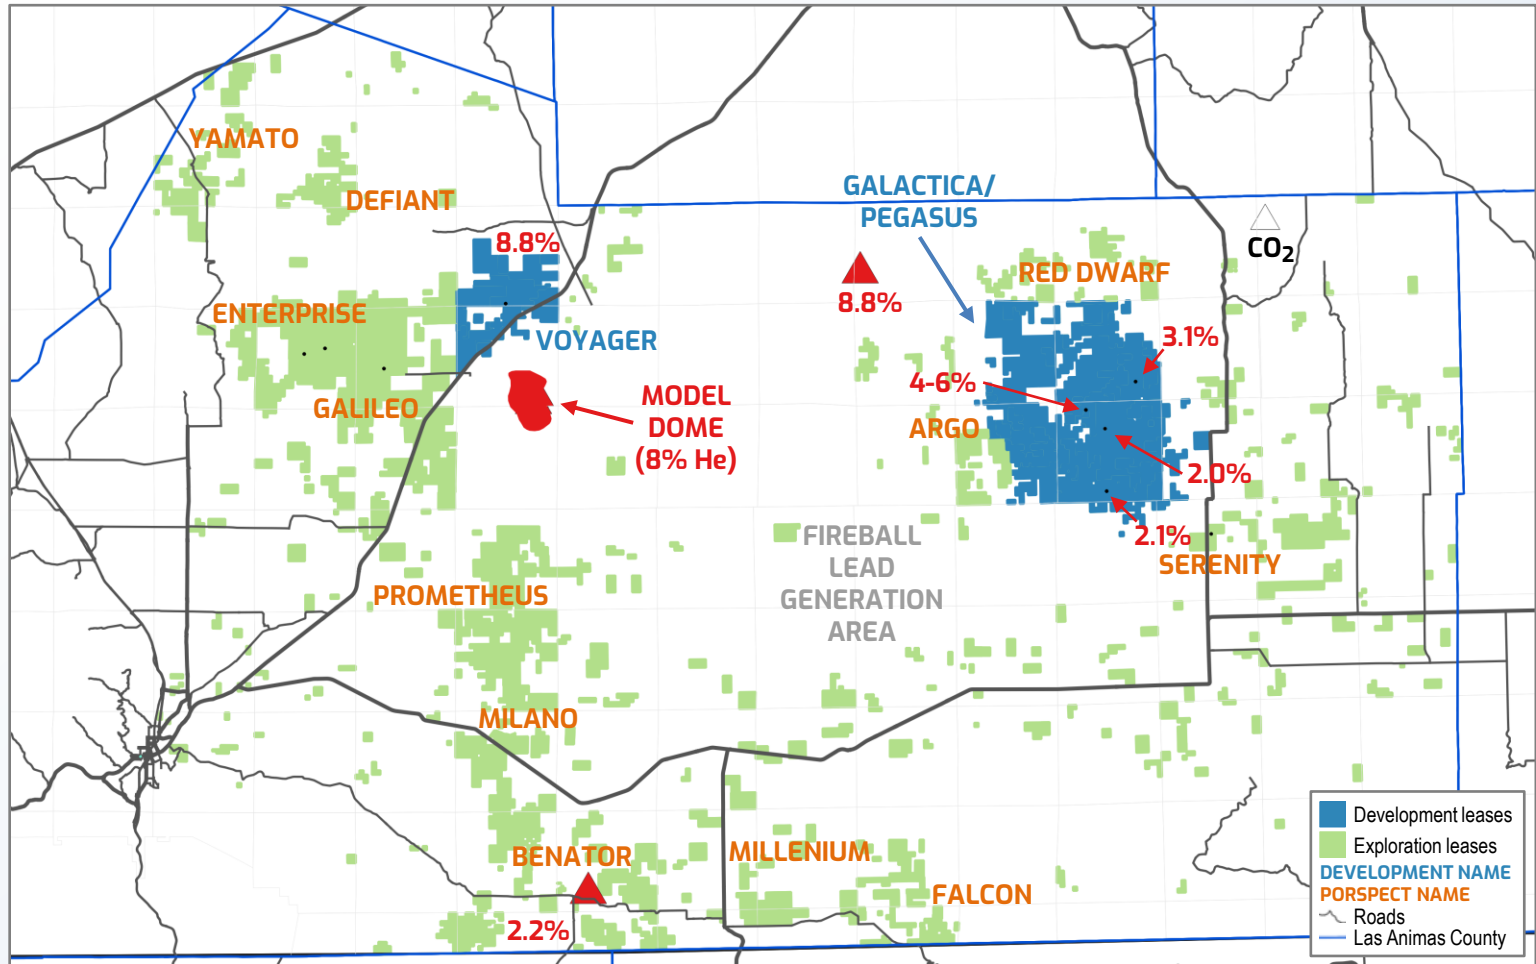 YAMATO
DEFIANT
GALACTICA/
PEGASUS
8.8%
CO2
RED DWARF
8.8%
ENTERPRISE
VOYAGER
3.1%
4-6%
MODEL
DOME
(8% He)
GALILEO
ARGO
2.0%
2.1%
FIREBALL
LEAD
GENERATION
AREA
SERENITY
PROMETHEUS
MILANO
BENATOR
MILLENIUM
FALCON
2.2%
Development leases
Exploration leases
DEVELOPMENT NAME
PORSPECT NAME
Roads
Las Animas County